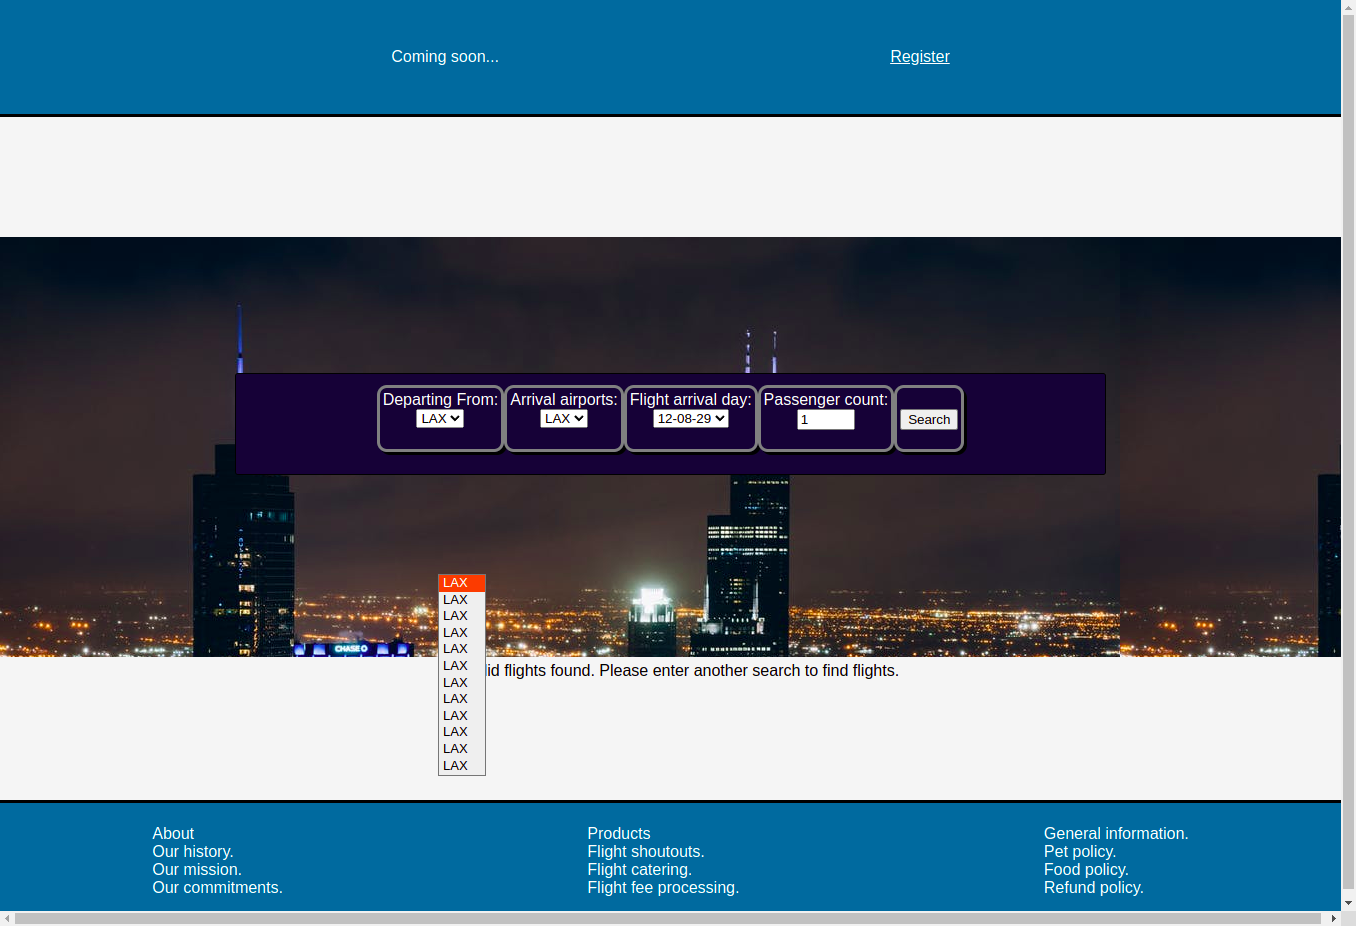 Coming soon...
Register
Departing From:
LAX
Arrival airports:
LAX
Flight arrival day:
12-08-29
Passenger count:
1
Search
LAX
LAX
LAX
LAX
LAX
LAX
LAX
LAX
LAX
LAX
LAX
LAX
CHASE
flights found. Please enter another search to find flights.
About
Our history.
Our mission.
Our commitments.
Products
Flight shoutouts.
Flight catering.
Flight fee processing.
General information.
Pet policy.
Food policy.
Refund policy.